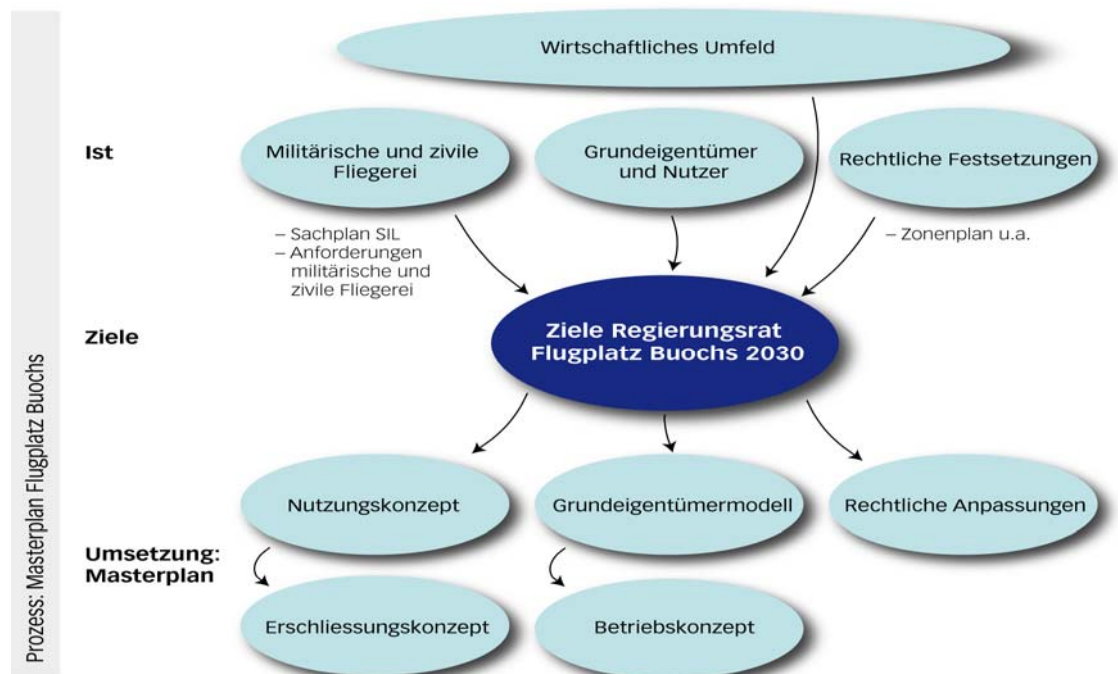 Prozess: Masterplan Flugplatz Buochs
Wirtschaftliches Umfeld
Ist
Militärische und zivile
Fliegerei
Grundeigentümer
und Nutzer
Rechtliche Festsetzungen
– Sachplan SIL
– Anforderungen
militärische und
zivile Fliegerei
– Zonenplan u.a.
Ziele
Ziele Regierungsrat
Flugplatz Buochs 2030
Nutzungskonzept
Grundeigentümermodell
Rechtliche Anpassungen
Umsetzung:
Masterplan
Erschliessungskonzept
Betriebskonzept